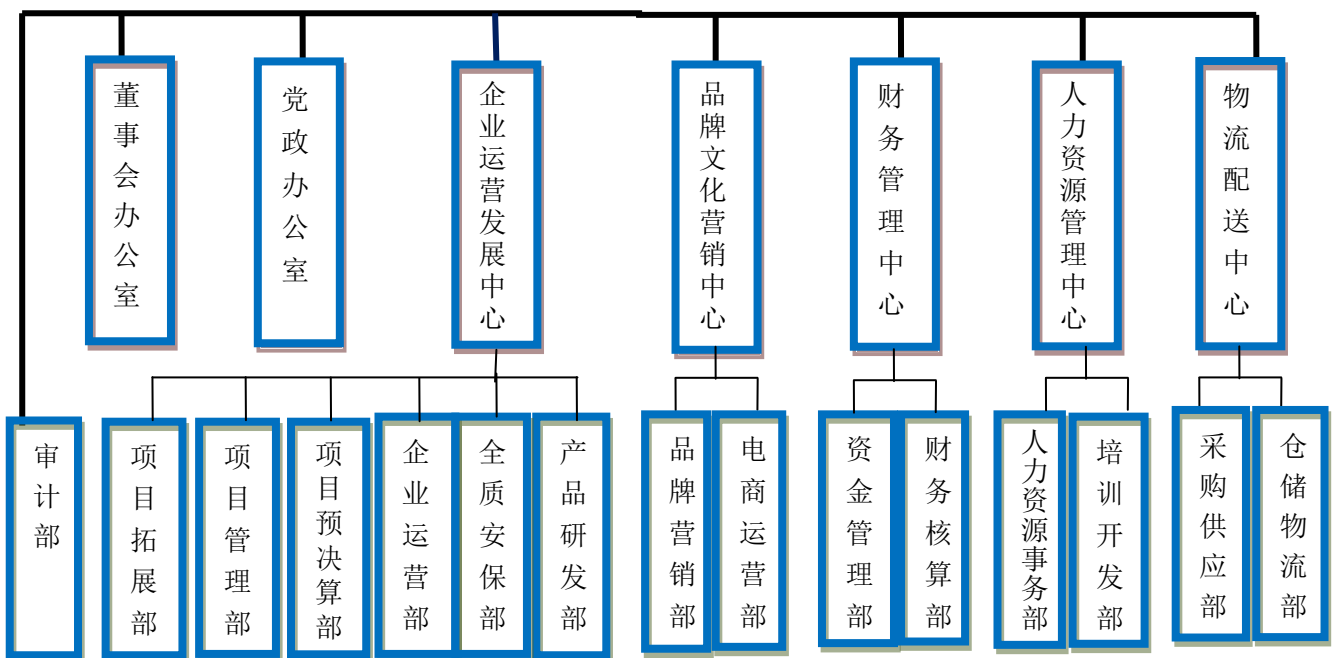 董事会办公室
党政办公室
企业运营发展中心
品牌文化营销中心
财务管理中心
人力资源管理中心
物流配送中心
审计部
项目拓展部
项目管理部
项目预决算部
企业运营部
全质安保部
产品研发部
品牌营销部
电商运营部
资金管理部
财务核算部
人力资源事务部
培训开发部
采购供应部
仓储物流部